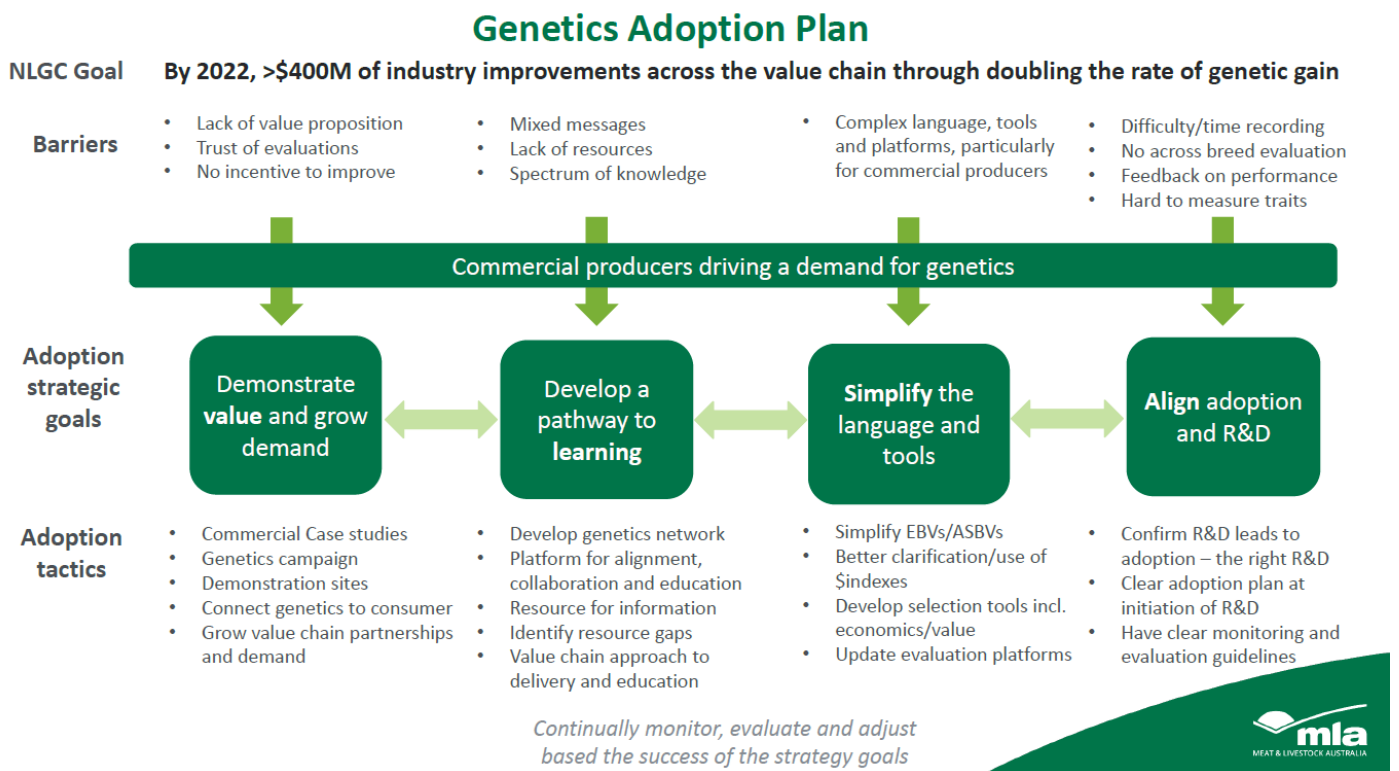 Genetics Adoption Plan
NLGC Goal
By 2022, >$400M of industry improvements across the value chain through doubling the rate of genetic gain
Barriers
• Lack of value proposition
• Trust of evaluations
• No incentive to improve
• Mixed messages
• Lack of resources
• Spectrum of knowledge
• Complex language, tools
and platforms, particularly
for commercial producers
• Difficulty/time recording
• No across breed evaluation
• Feedback on performance
• Hard to measure traits
Commercial producers driving a demand for genetics
Adoption
strategic
goals
Demonstrate
value and grow
demand
Develop a
pathway to
learning
Simplify the
language and
tools
Align adoption
and R&D
Adoption
tactics
• Commercial Case studies
• Genetics campaign
• Demonstration sites
• Connect genetics to consumer
• Grow value chain partnerships
and demand
• Develop genetics network
• Platform for alignment,
collaboration and education
• Resource for information
• Identify resource gaps
• Value chain approach to
delivery and education
• Simplify EBVs/ASBVs
• Better clarification/use of
$indexes
• Develop selection tools incl.
economics/value
• Update evaluation platforms
• Confirm R&D leads to
adoption – the right R&D
• Clear adoption plan at
initiation of R&D
• Have clear monitoring and
evaluation guidelines
Continually monitor, evaluate and adjust
based the success of the strategy goals
mla
MEAT & LIVESTOCK AUSTRALIA